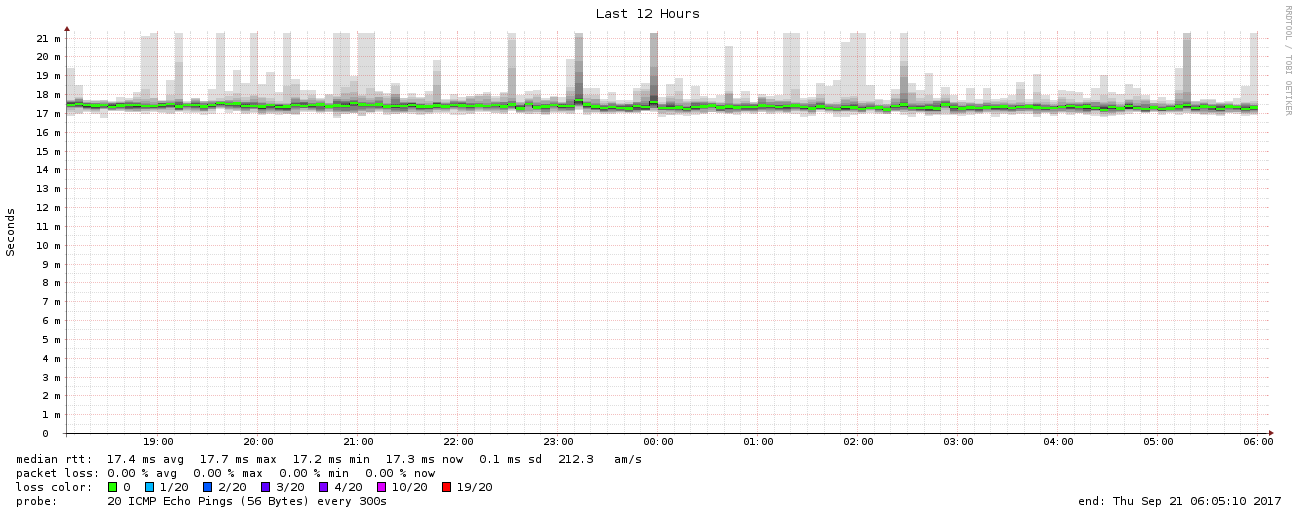 Last 12 Hours
RRDTOOL / TOBI OETIKER
Seconds
21 m
20 m
19 m
18 m
17 m
16 m
15 m
14 m
13 m
12 m
11 m
10 m
9 m
8 m
7 m
6 m
5 m
4 m
3 m
2 m
1 m
0
19:00 20:00 21:00 22:00 23:00 00:00 01:00 02:00 03:00 04:00 05:00 06:00
median rtt: 17.4 ms avg 17.7 ms max 17.2 ms min 17.3 ms now 0.1 ms sd 212.3 am/s
packet loss: 0.00 % avg 0.00 % max 0.00 % min 0.00 % now
loss color: 0 1/20 2/20 3/20 4/20 10/20 19/20
probe: 20 ICMP Echo Pings (56 Bytes) every 300s end: Thu Sep 21 06:05:10 2017